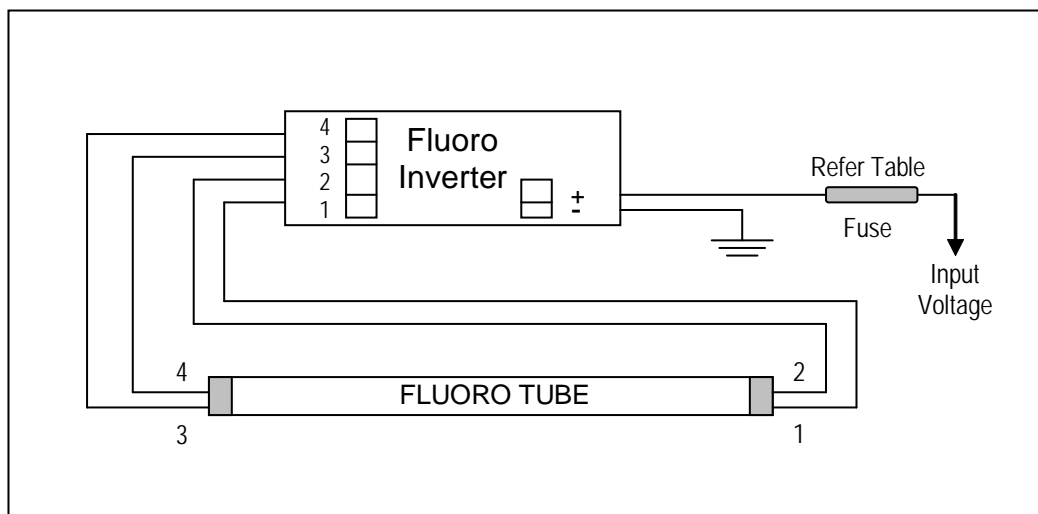 4
3
2
1
Fluoro
Inverter
+
-
Refer Table
Fuse
Input
Voltage
4
3
FLUORO TUBE
2
1